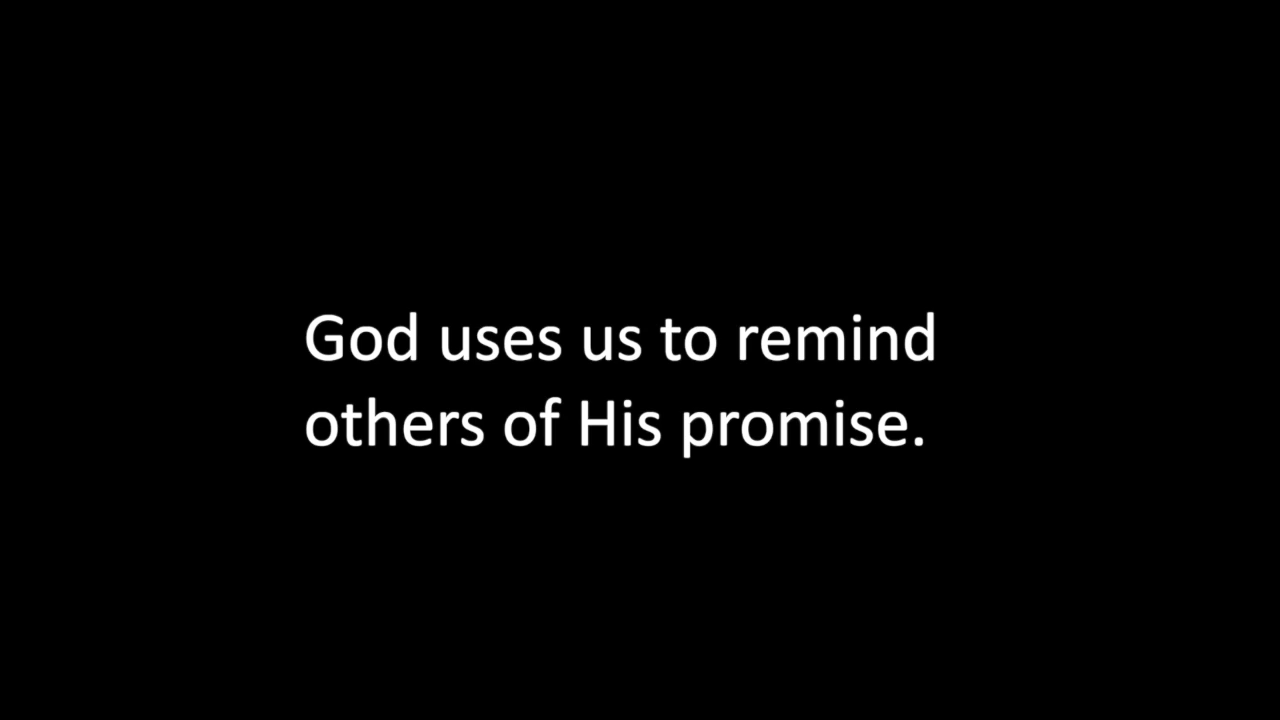 God uses us to remind
others of His promise.